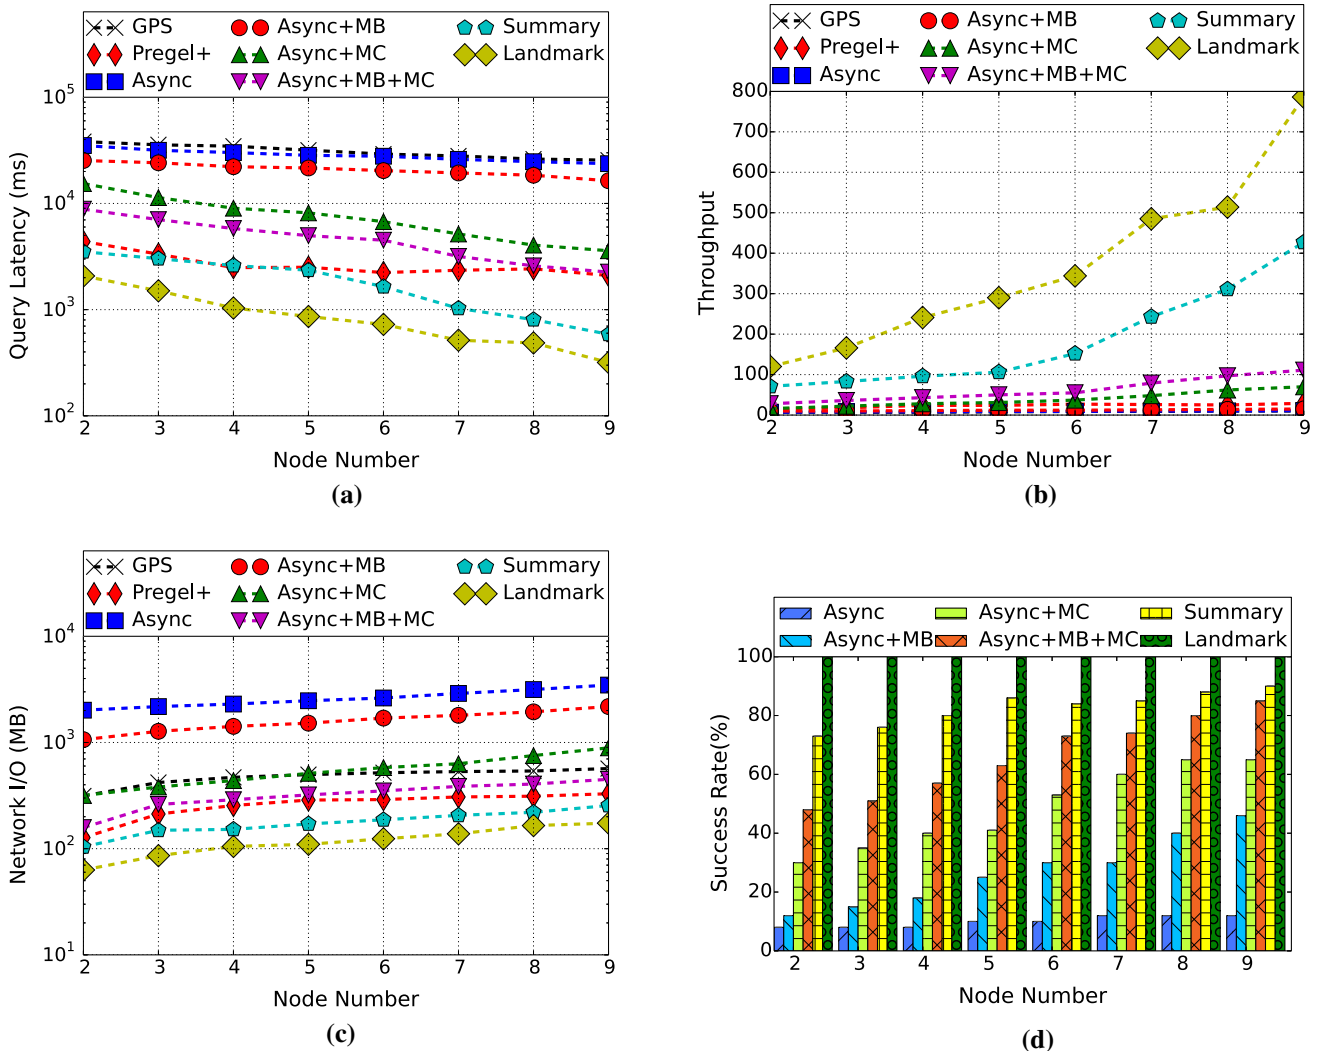 GPS Async+MB Summary
Pregel+ Async+MC Landmark
Async Async+MB+MC
10^5
10^4
10^3
10^2
Query Latency (ms)
2 3 4 5 6 7 8 9
Node Number
(a)
GPS Async+MB Summary
Pregel+ Async+MC Landmark
Async Async+MB+MC
800
700
600
500
400
300
200
100
0
Throughput
2 3 4 5 6 7 8 9
Node Number
(b)
GPS Async+MB Summary
Pregel+ Async+MC Landmark
Async Async+MB+MC
10^4
10^3
10^2
10^1
Network I/O (MB)
2 3 4 5 6 7 8 9
Node Number
(c)
Async Async+MC Summary
Async+MB Async+MB+MC Landmark
100
80
60
40
20
0
Success Rate(%)
2 3 4 5 6 7 8 9
Node Number
(d)